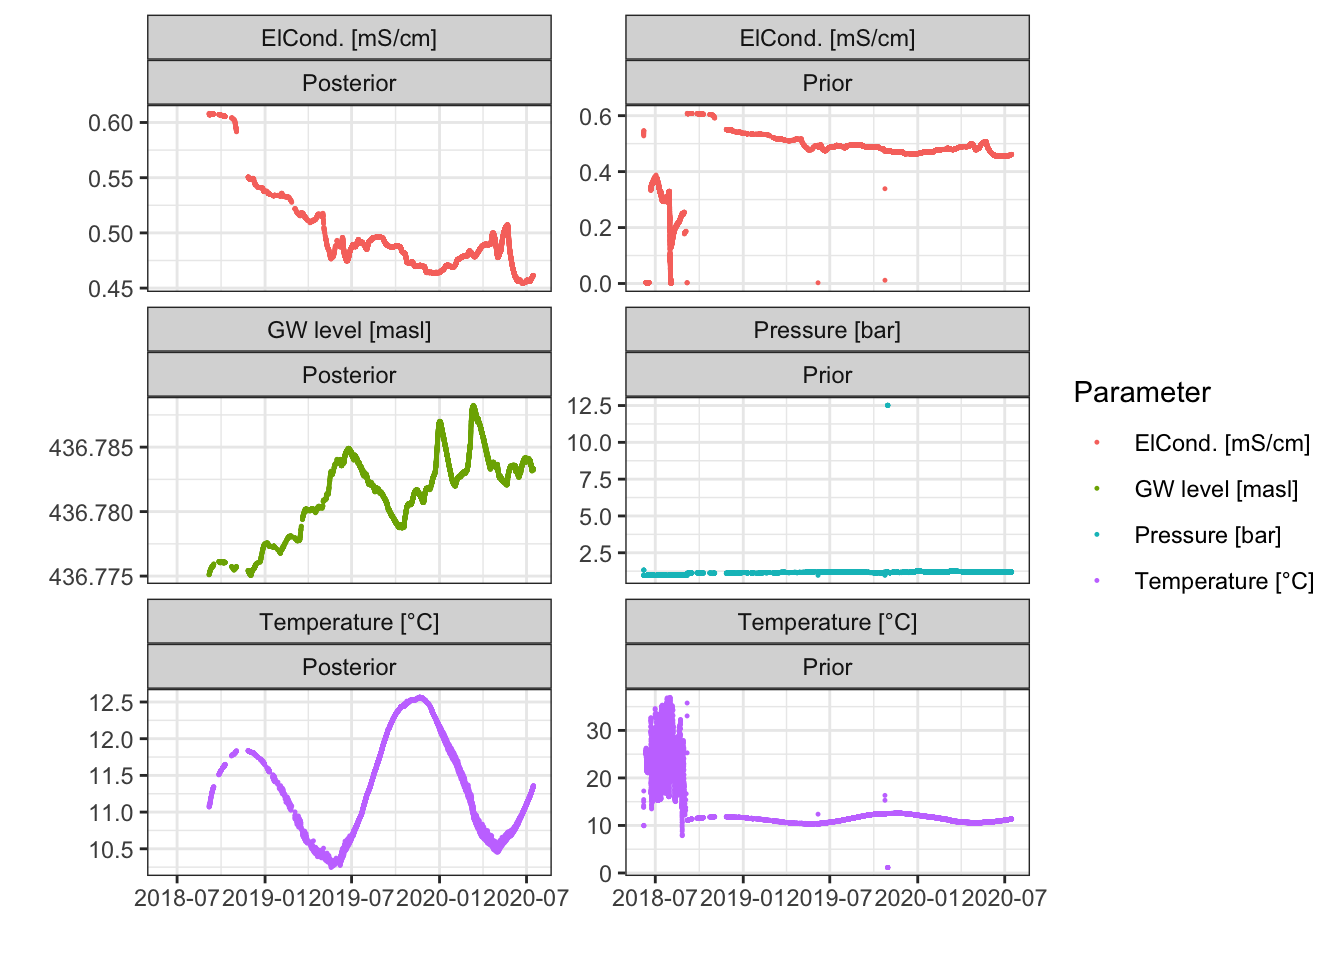 ElCond. [mS/cm]
Posterior
0.60
0.55
0.50
0.45
ElCond. [mS/cm]
Prior
0.6
0.4
0.2
0.0
GW level [masl]
Posterior
436.785
436.780
436.775
Pressure [bar]
Prior
12.5
10.0
7.5
5.0
2.5
Temperature [°C]
Posterior
12.5
12.0
11.5
11.0
10.5
2018-07 2019-01 2019-07 2020-01 2020-07
Temperature [°C]
Prior
30
20
10
0
2018-07 2019-01 2019-07 2020-01 2020-07
Parameter
ElCond. [mS/cm]
GW level [masl]
Pressure [bar]
Temperature [°C]